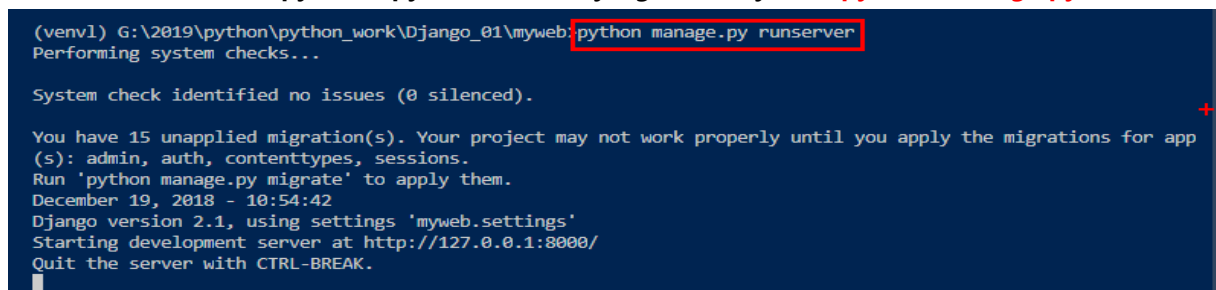 (venvl) G:\2019\python\python_work\Django_01\myweb>python manage.py runserver
Performing system checks...
System check identified no issues (0 silenced).
You have 15 unapplied migration(s). Your project may not work properly until you apply the migrations for app
(s): admin, auth, contenttypes, sessions.
Run 'python manage.py migrate' to apply them.
December 19, 2018 - 10:54:42
Django version 2.1, using settings 'myweb.settings'
Starting development server at http://127.0.0.1:8000/
Quit the server with CTRL-BREAK.